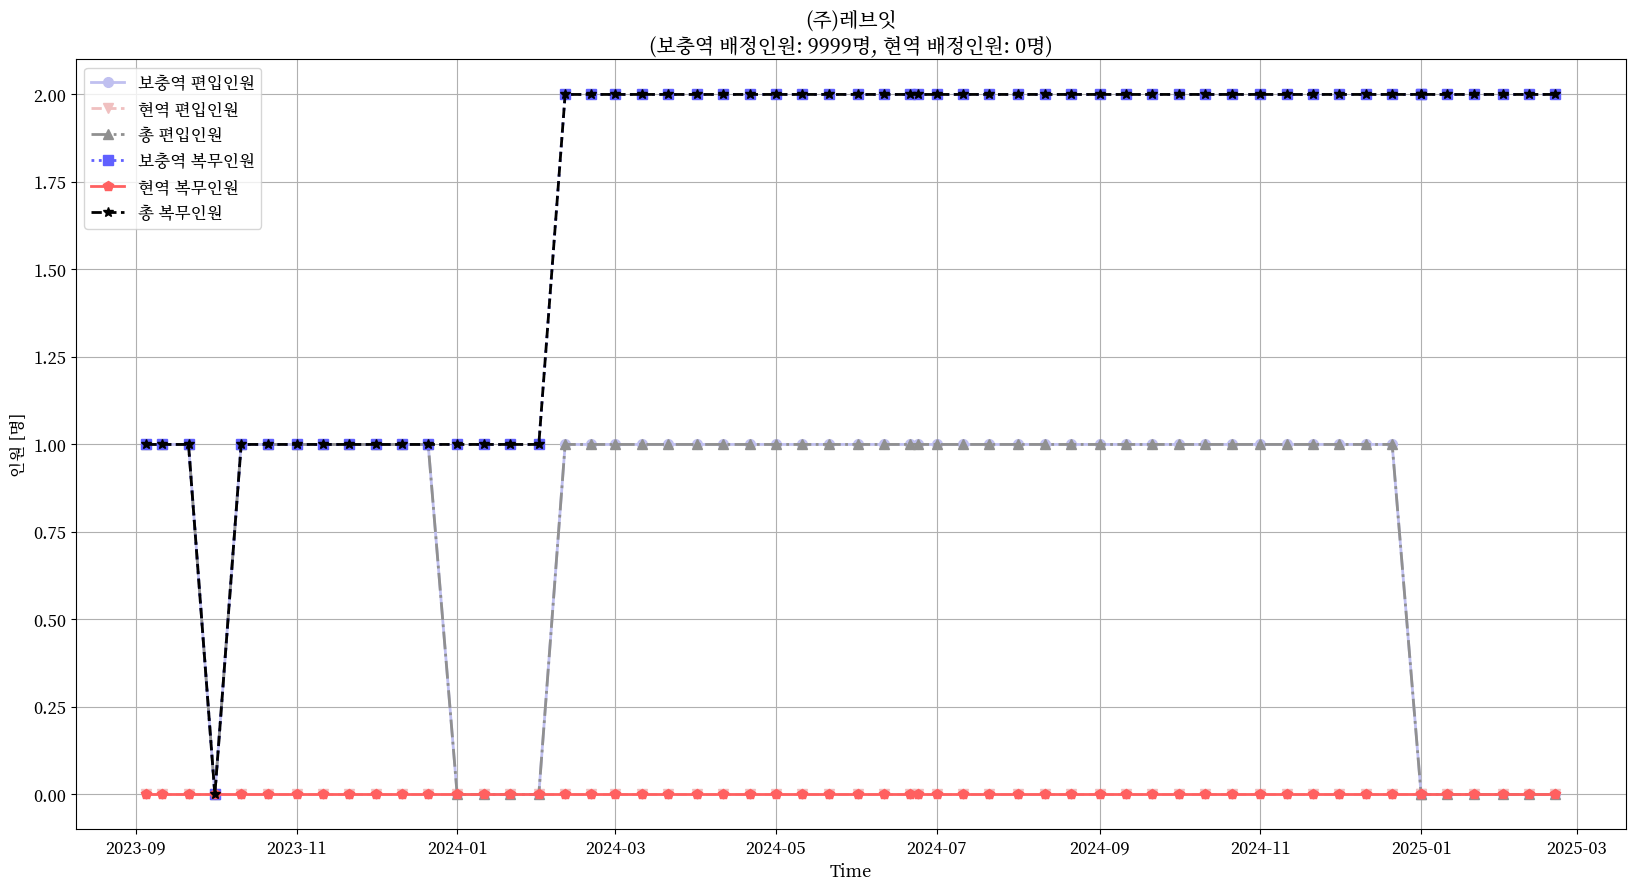 (주)레브잇
(보충역 배정인원: 9999명, 현역 배정인원: 0명)
보충역 편입인원
현역 편입인원
총 편입인원
보충역 복무인원
현역 복무인원
총 복무인원
2.00
1.75
1.50
1.25
1.00
0.75
0.50
0.25
0.00
인원 [명]
2023-09 2023-11 2024-01 2024-03 2024-05 2024-07 2024-09 2024-11 2025-01 2025-03
Time